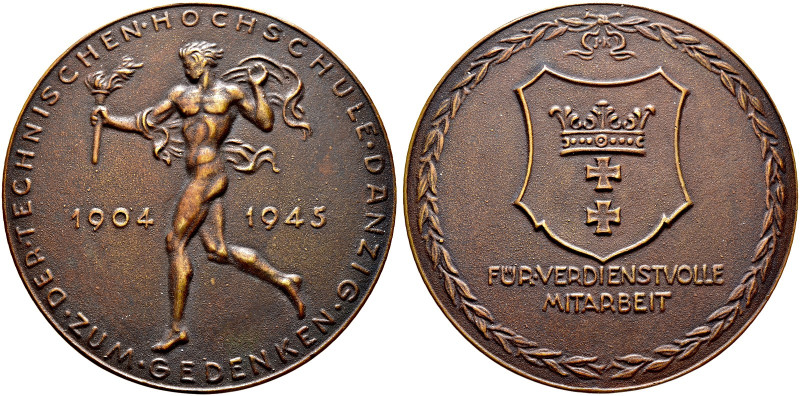 ZUM·GEDENKEN·DER·TECHNISCHEN·HOCHSCHULE·DANZIG·
1904 1945
FÜR·VERDIENSTVOLLE
MITARBEIT